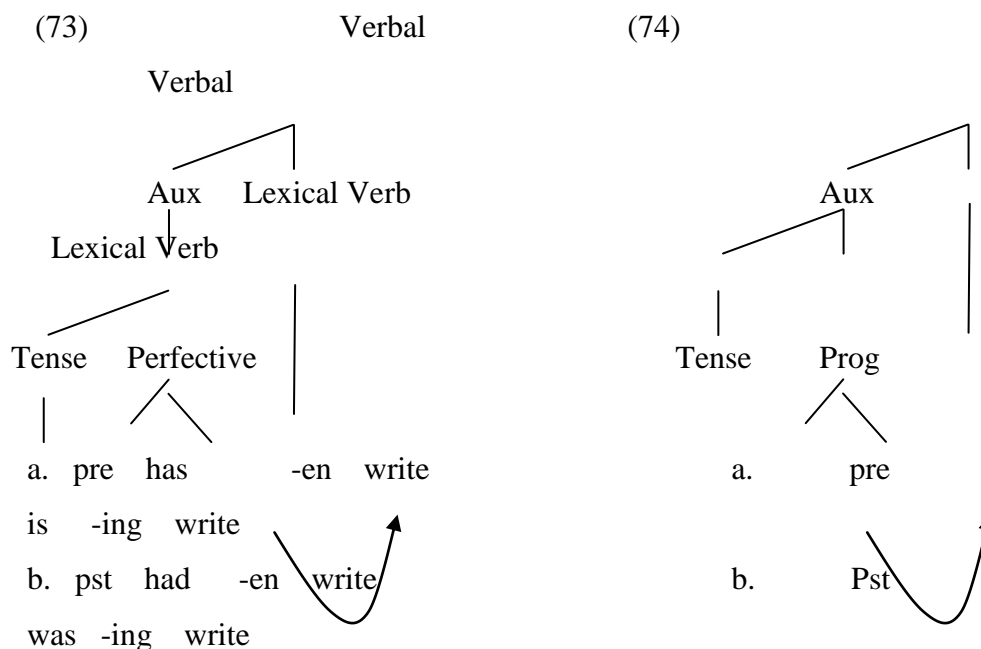 (73) Verbal (74)
Verbal
Aux Lexical Verb Aux
Lexical Verb
Tense Perfective Tense Prog
a. pre has -en write a. pre
is -ing write
b. pst had -en write b. Pst
was -ing write